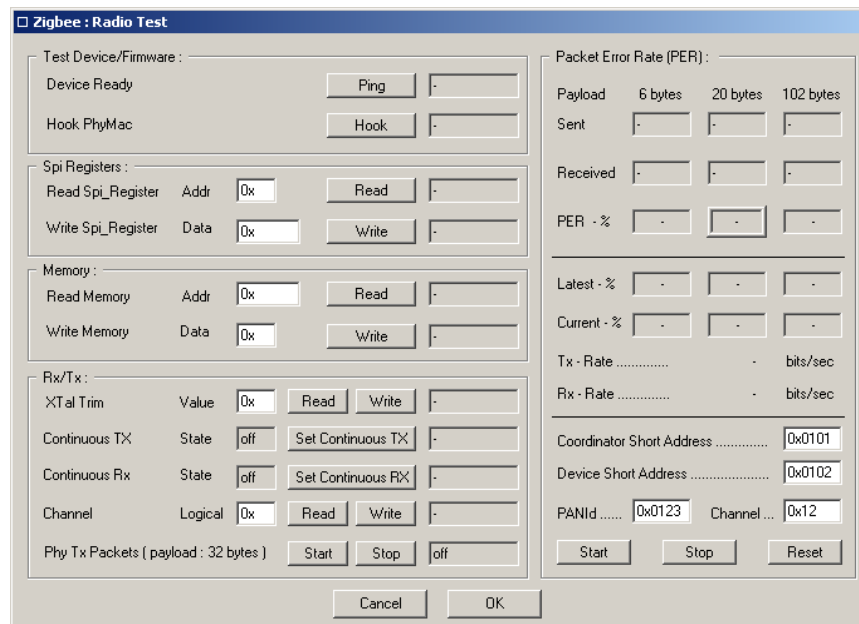 Zigbee : Radio Test
Test Device/Firmware :
Device Ready Ping -
Hook PhyMac Hook -
Spi Registers :
Read Spi_Register Addr 0x Read -
Write Spi_Register Data 0x Write -
Memory :
Read Memory Addr 0x Read -
Write Memory Data 0x Write -
Rx/Tx :
XTal Trim Value 0x Read Write -
Continuous TX State off Set Continuous TX -
Continuous Rx State off Set Continuous RX -
Channel Logical 0x Read Write -
Phy Tx Packets ( payload : 32 bytes ) Start Stop off
Packet Error Rate (PER) :
Payload 6 bytes 20 bytes 102 bytes
Sent - - -
Received - - -
PER - % - - -
Latest - % - - -
Current - % - - -
Tx - Rate .............. - bits/sec
Rx - Rate .............. - bits/sec
Coordinator Short Address .............. 0x0101
Device Short Address ...................... 0x0102
PANId ...... 0x0123 Channel ... 0x12
Start Stop Reset
Cancel OK